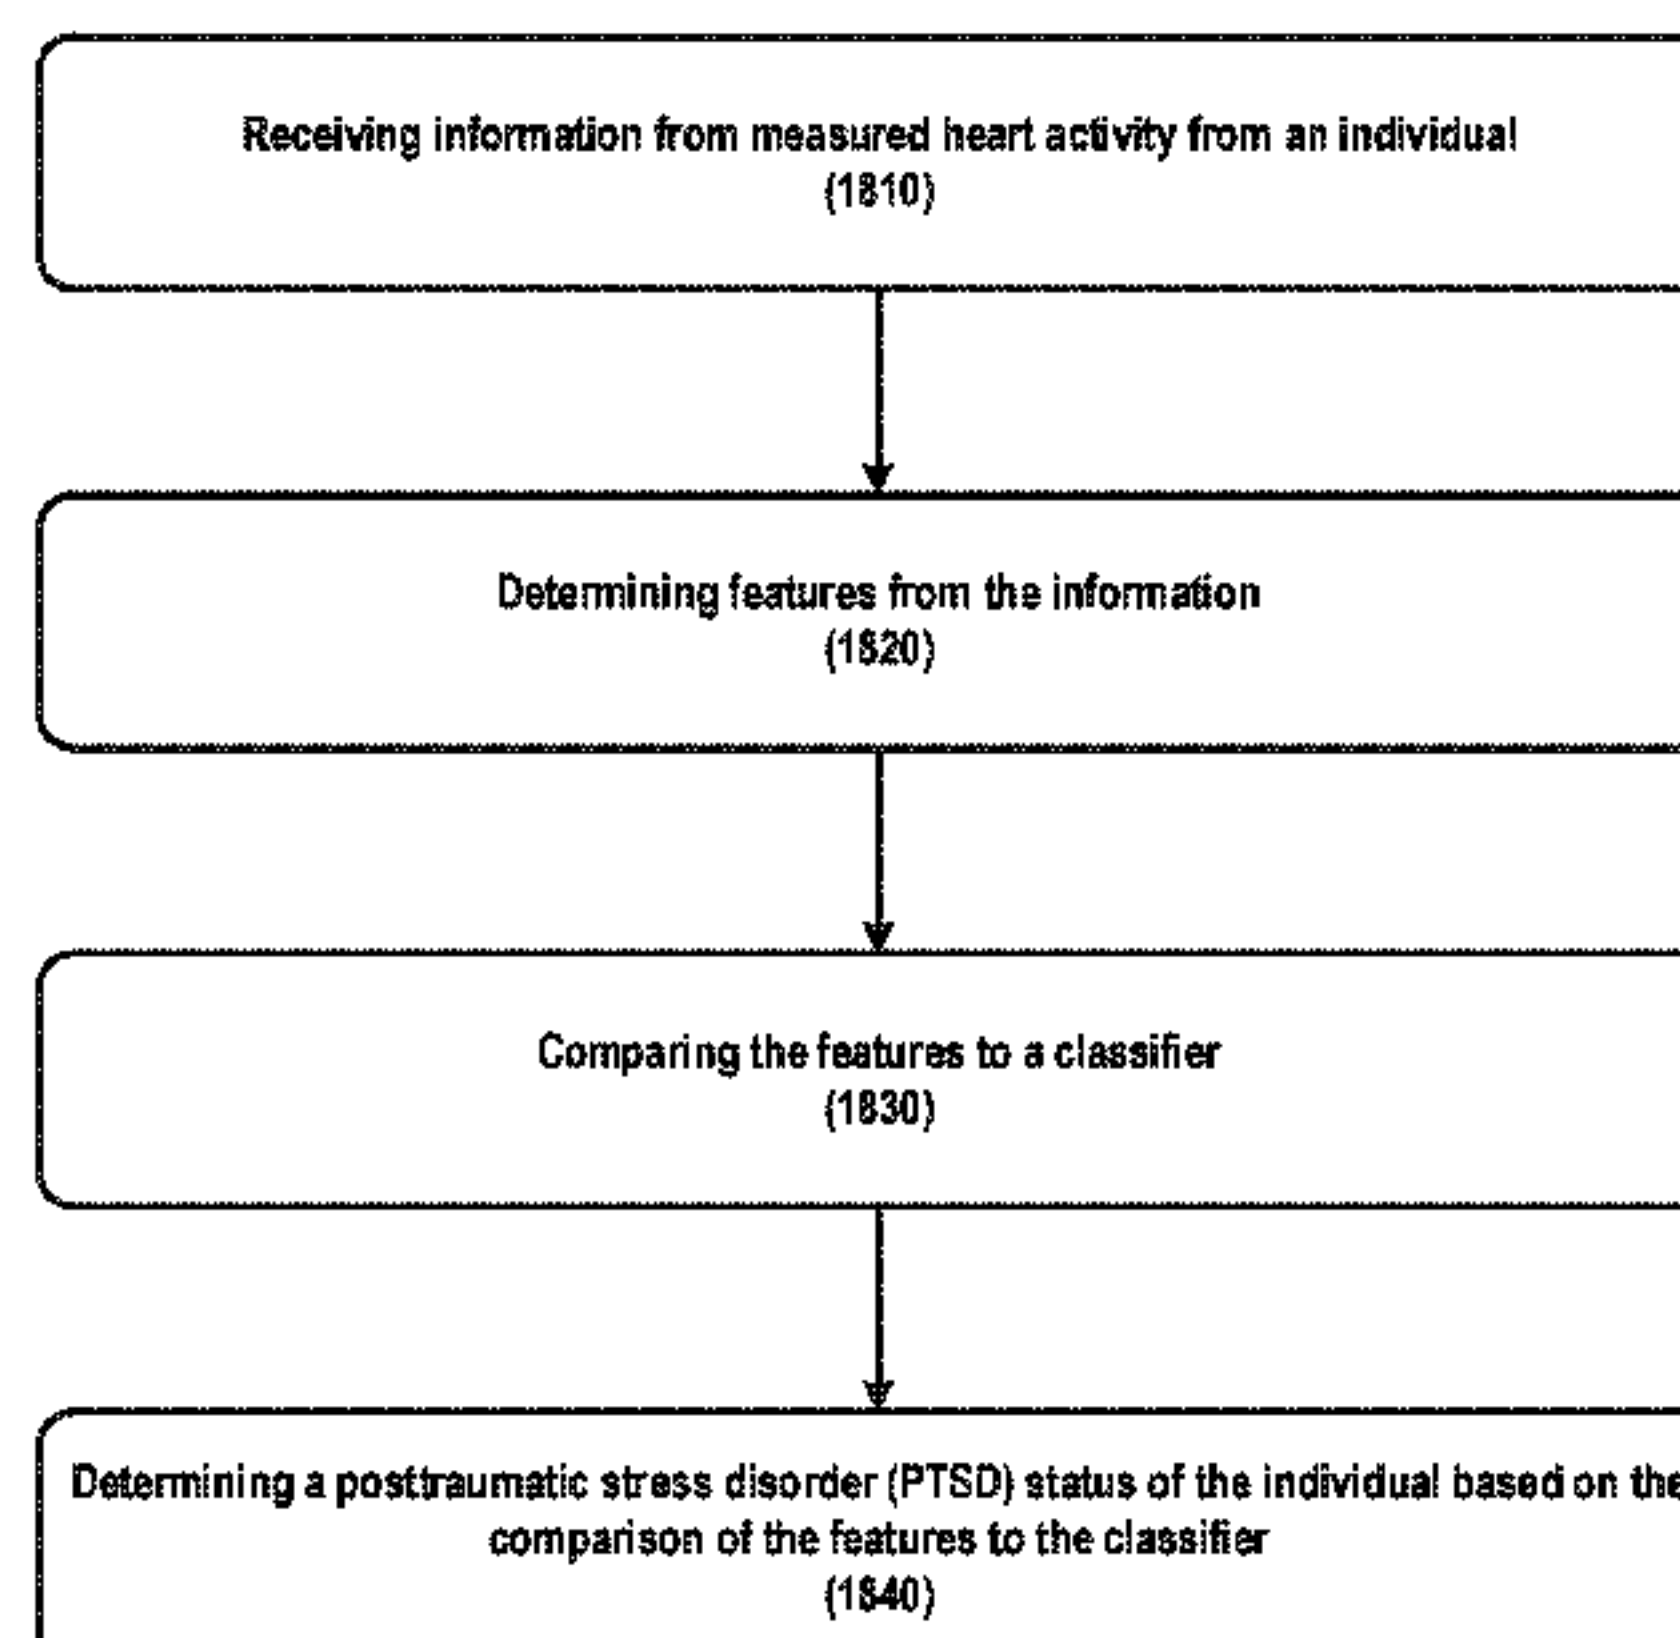 Receiving information from measured heart activity from an individual
(1810)
Determining features from the information
(1820)
Comparing the features to a classifier
(1830)
Determining a posttraumatic stress disorder (PTSD) status of the individual based on the
comparison of the features to the classifier
(1840)